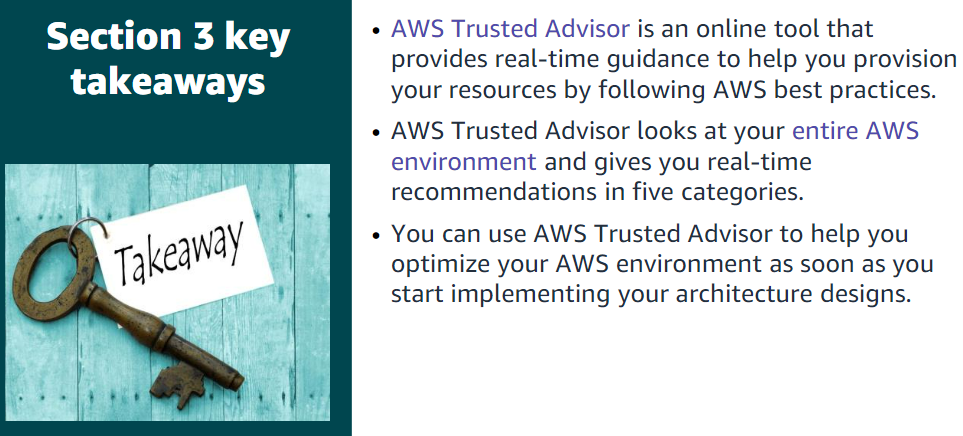 Section 3 key
takeaways
Takeaway
• AWS Trusted Advisor is an online tool that
provides real-time guidance to help you provision
your resources by following AWS best practices.
• AWS Trusted Advisor looks at your entire AWS
environment and gives you real-time
recommendations in five categories.
• You can use AWS Trusted Advisor to help you
optimize your AWS environment as soon as you
start implementing your architecture designs.